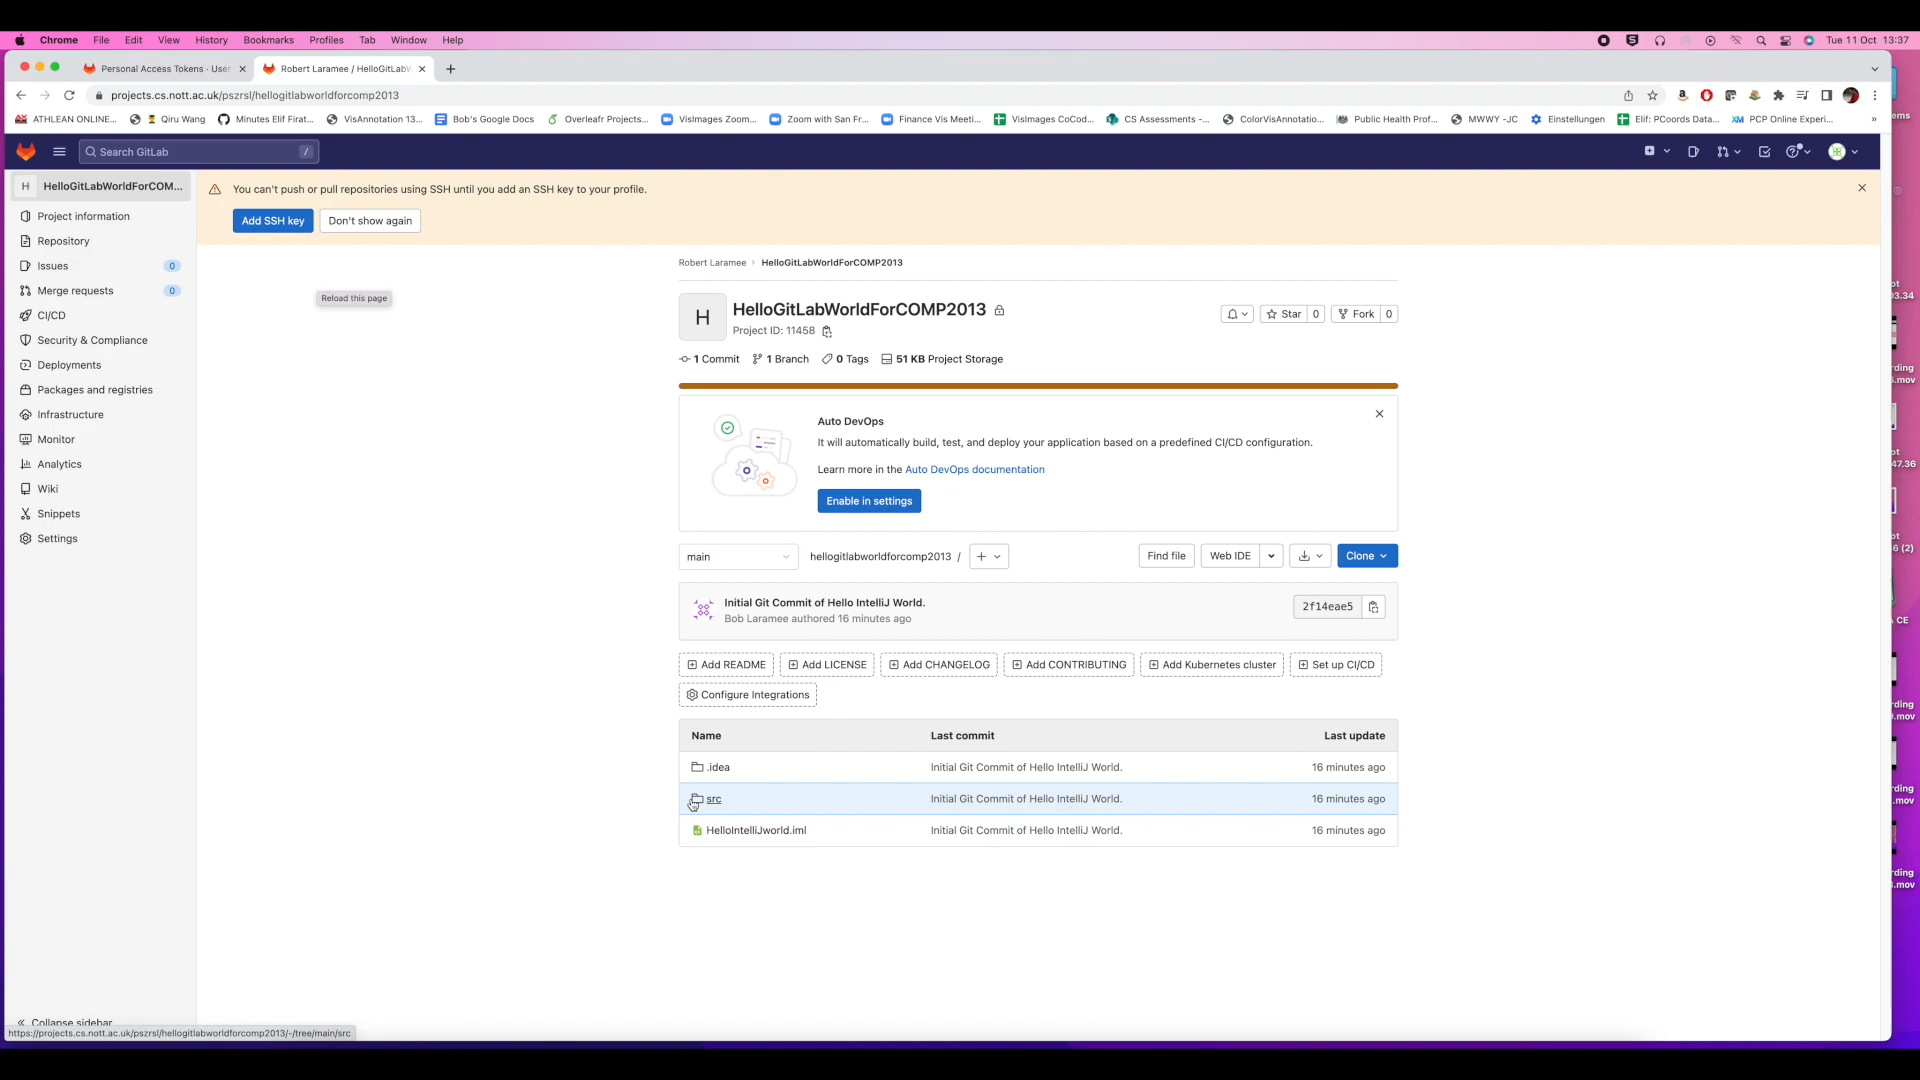 Chrome File Edit View History Bookmarks Profiles Tab Window Help Tue 11 Oct 13:37
Personal Access Tokens · User Robert Laramee / HelloGitLabW
projects.cs.nott.ac.uk/pszrsl/hellogitlabworldforcomp2013
ATHLEAN ONLINE... Qiru Wang Minutes Elif Firat... VisAnnotation 13... Bob's Google Docs Overleafr Projects... VisImages Zoom... Zoom with San Fr... Finance Vis Meeti... VisImages CoCod... CS Assessments -... ColorVisAnnotatio... Public Health Prof... MWWY -JC Einstellungen Elif: PCoords Data... PCP Online Experi... »
Search GitLab /
H HelloGitLabWorldForCOM...
Project information
Repository
Issues 0
Merge requests 0
CI/CD
Security & Compliance
Deployments
Packages and registries
Infrastructure
Monitor
Analytics
Wiki
Snippets
Settings
Collapse sidebar
https://projects.cs.nott.ac.uk/pszrsl/hellogitlabworldforcomp2013/-/tree/main/src
You can't push or pull repositories using SSH until you add an SSH key to your profile.
Add SSH key Don't show again
Reload this page
Robert Laramee › HelloGitLabWorldForCOMP2013
H HelloGitLabWorldForCOMP2013
Project ID: 11458
Star 0 Fork 0
1 Commit 1 Branch 0 Tags 51 KB Project Storage
Auto DevOps
It will automatically build, test, and deploy your application based on a predefined CI/CD configuration.
Learn more in the Auto DevOps documentation
Enable in settings
main hellogitlabworldforcomp2013 / + Find file Web IDE Clone
Initial Git Commit of Hello IntelliJ World.
Bob Laramee authored 16 minutes ago
2f14eae5
Add README Add LICENSE Add CHANGELOG Add CONTRIBUTING Add Kubernetes cluster Set up CI/CD
Configure Integrations
Name Last commit Last update
.idea Initial Git Commit of Hello IntelliJ World. 16 minutes ago
src Initial Git Commit of Hello IntelliJ World. 16 minutes ago
HelloIntelliJworld.iml Initial Git Commit of Hello IntelliJ World. 16 minutes ago